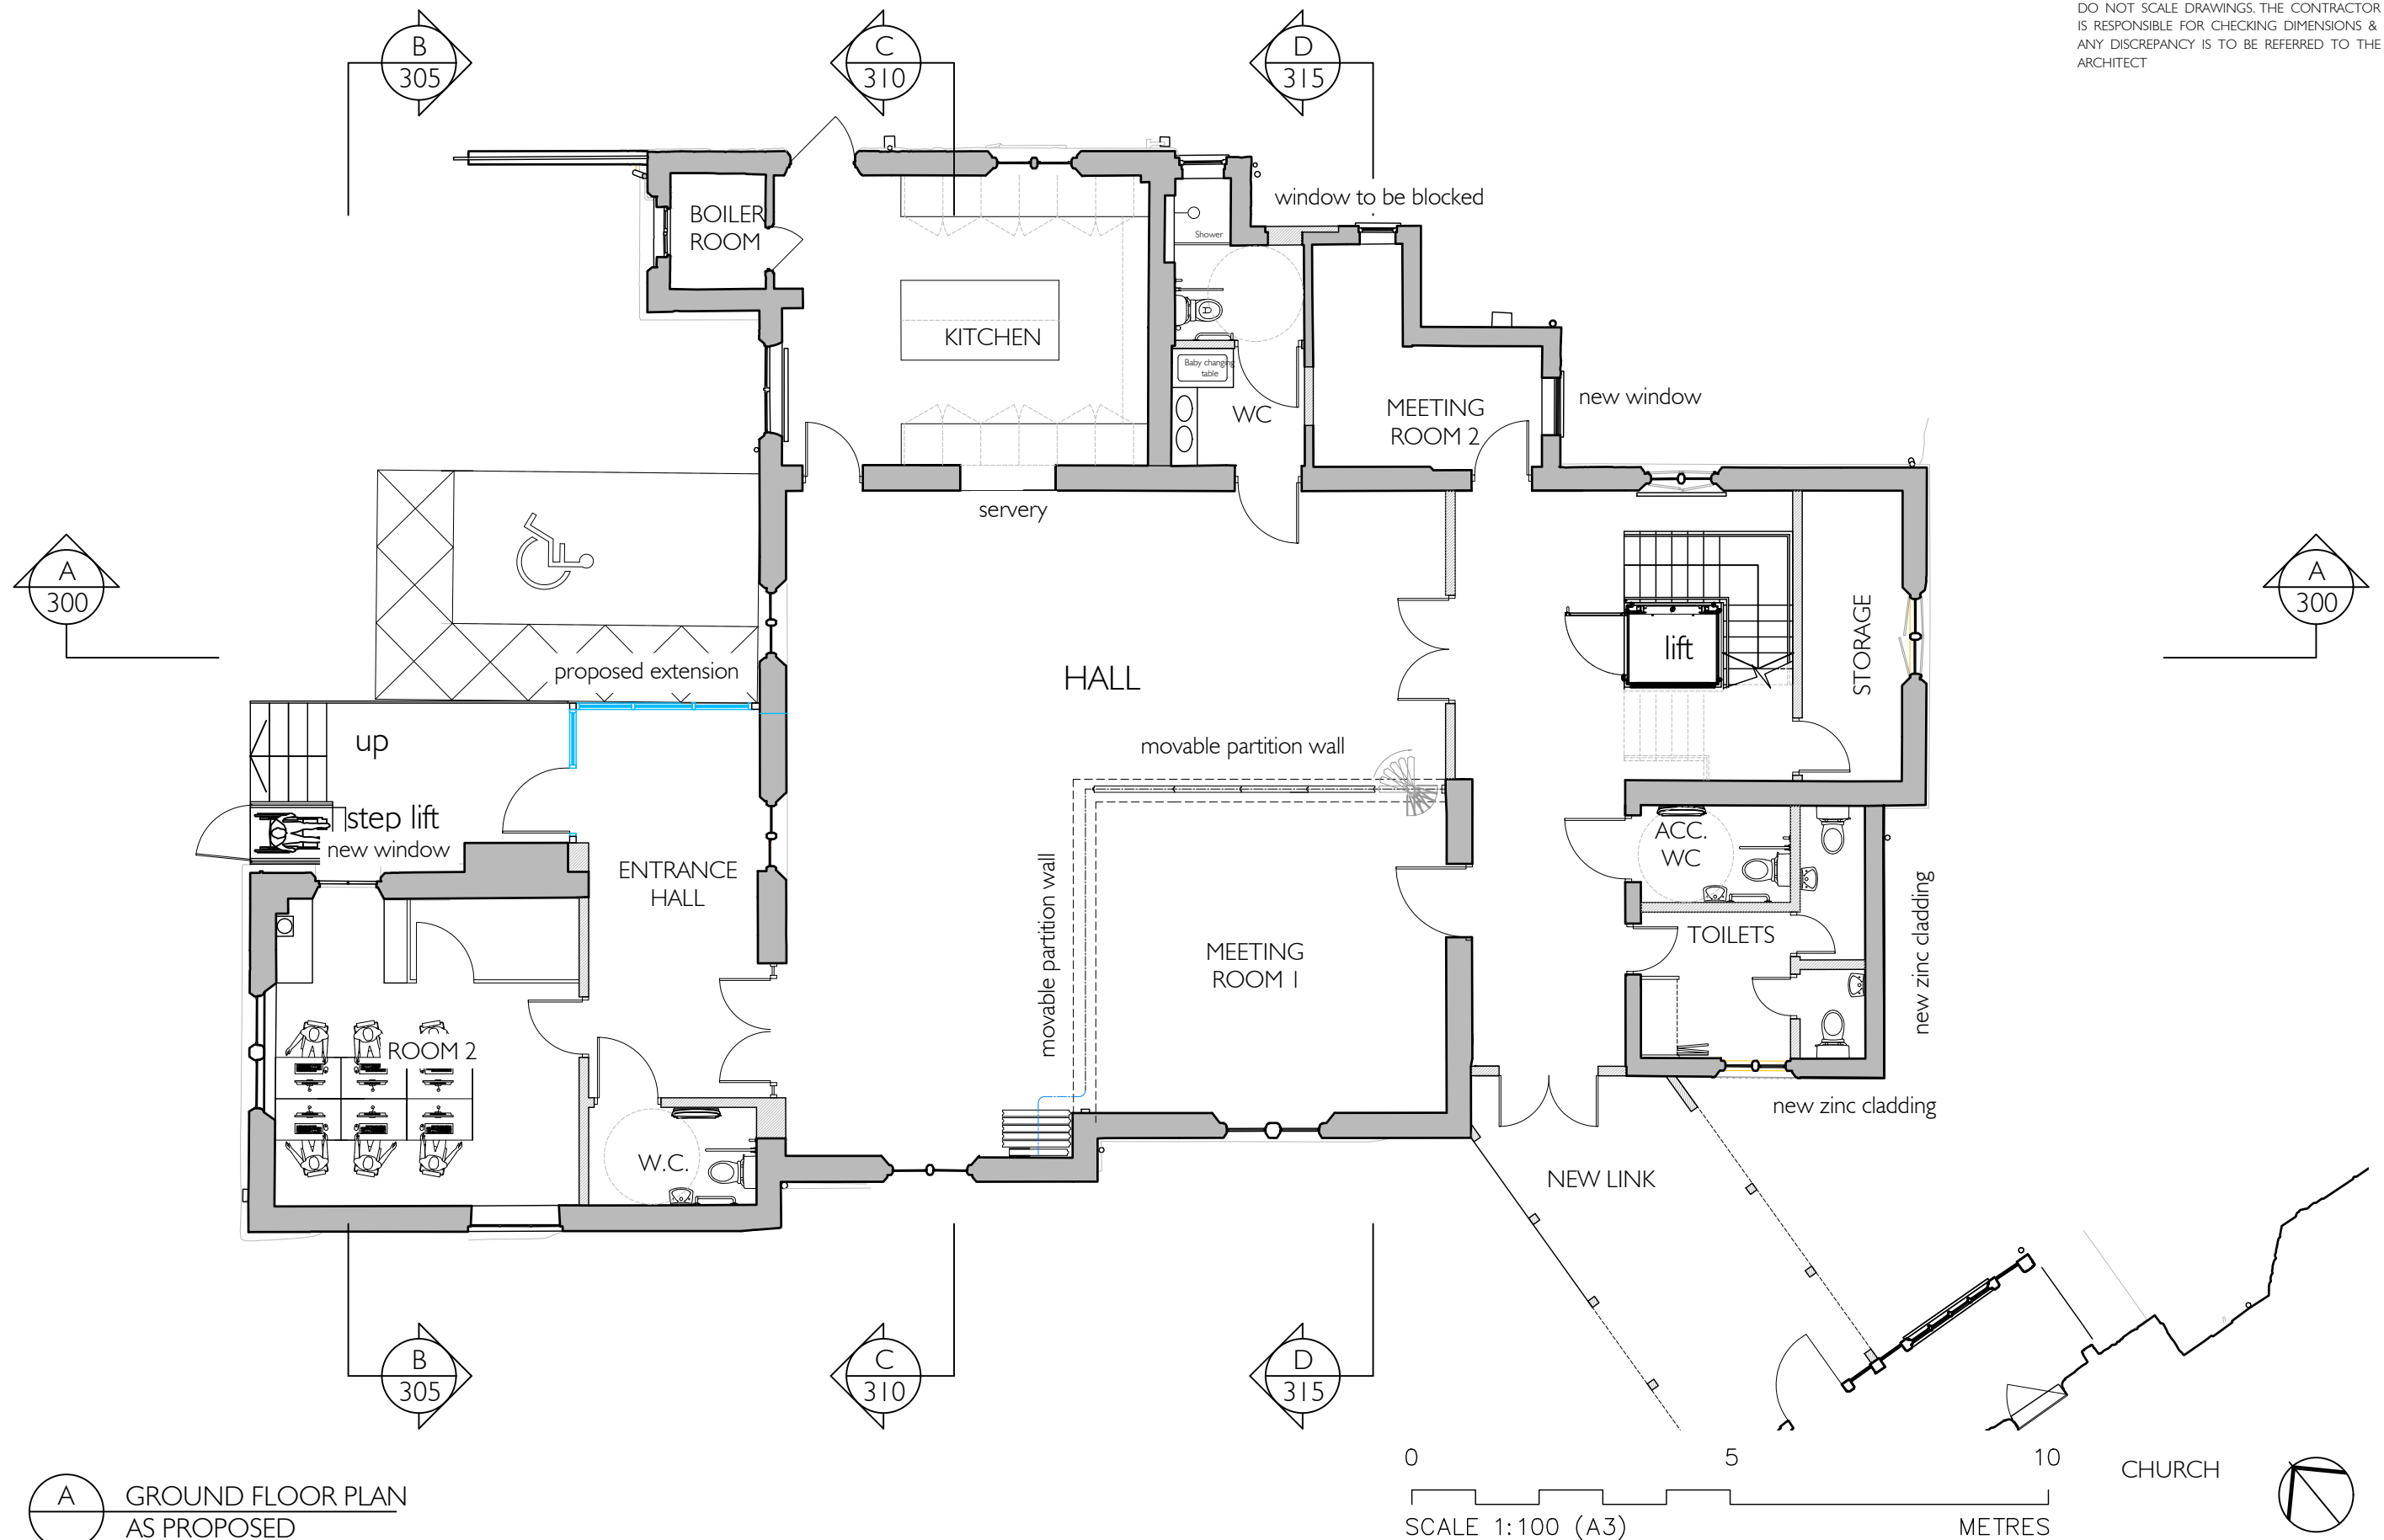 DO NOT SCALE DRAWINGS. THE CONTRACTOR
IS RESPONSIBLE FOR CHECKING DIMENSIONS &
ANY DISCREPANCY IS TO BE REFERRED TO THE
ARCHITECT
B
305
C
310
D
315
window to be blocked
BOILER
ROOM
Shower
KITCHEN
Baby changing
table
WC
MEETING
ROOM 2
new window
servery
A
300
A
300
STORAGE
lift
proposed extension
HALL
up
movable partition wall
step lift
new window
ENTRANCE
HALL
movable partition wall
ACC.
WC
TOILETS
new zinc cladding
MEETING
ROOM 1
ROOM 2
new zinc cladding
W.C.
NEW LINK
B
305
C
310
D
315
0
5
10
CHURCH
A
GROUND FLOOR PLAN
AS PROPOSED
SCALE 1:100 (A3)
METRES